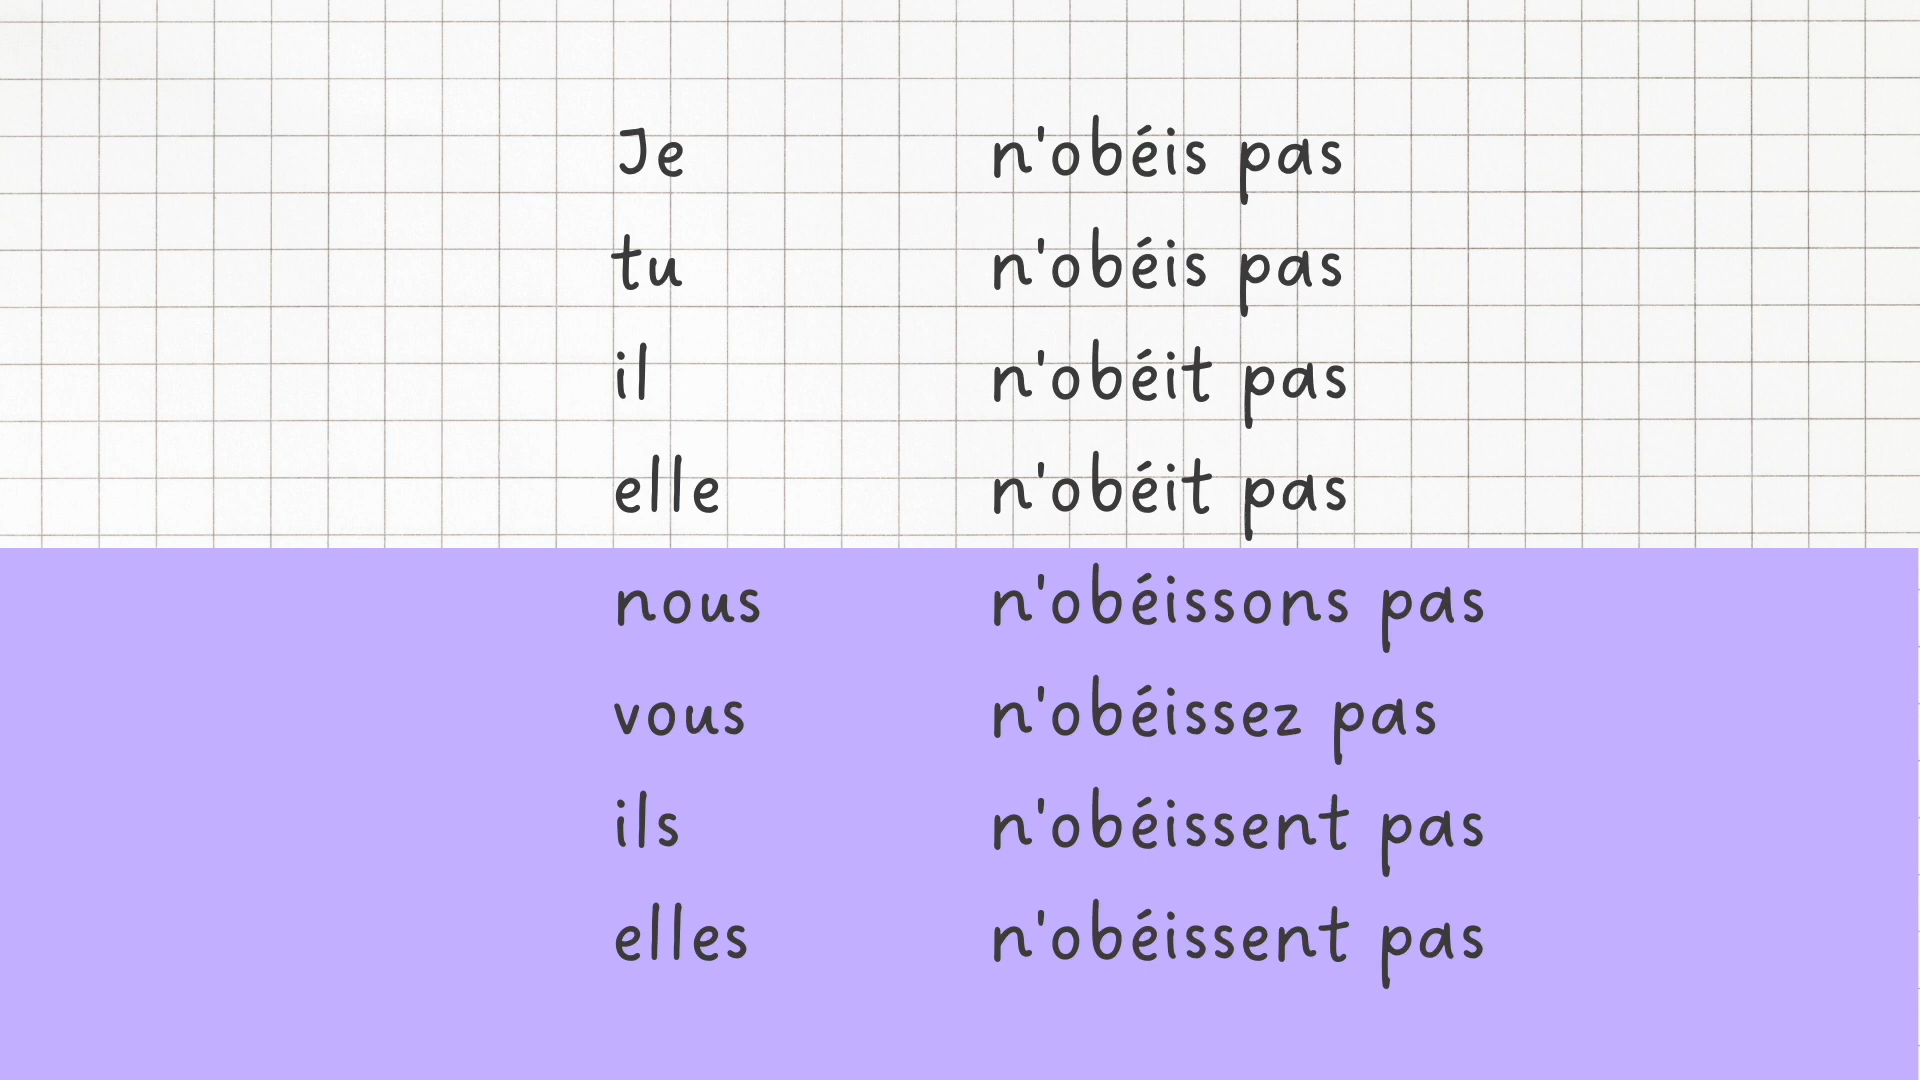 Je n'obéis pas
tu n'obéis pas
il n'obéit pas
elle n'obéit pas
nous n'obéissons pas
vous n'obéissez pas
ils n'obéissent pas
elles n'obéissent pas